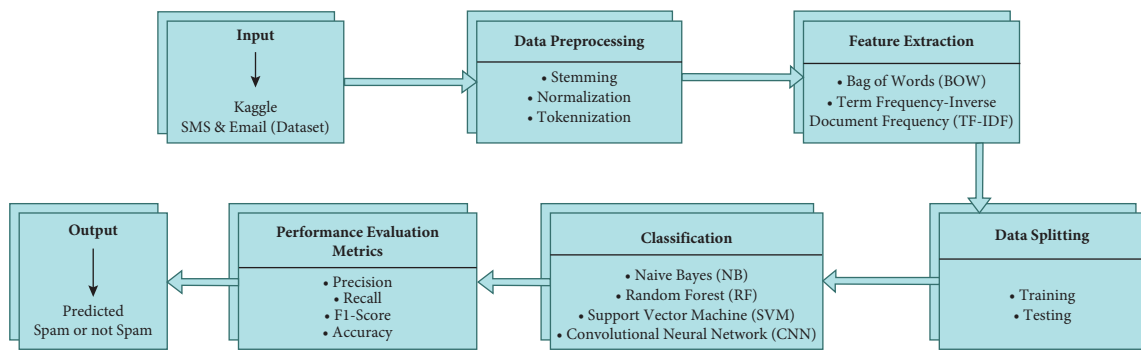 Input
Kaggle
SMS & Email (Dataset)
Data Preprocessing
• Stemming
• Normalization
• Tokennization
Feature Extraction
• Bag of Words (BOW)
• Term Frequency-Inverse
Document Frequency (TF-IDF)
Data Splitting
• Training
• Testing
Classification
• Naive Bayes (NB)
• Random Forest (RF)
• Support Vector Machine (SVM)
• Convolutional Neural Network (CNN)
Performance Evaluation
Metrics
• Precision
• Recall
• F1-Score
• Accuracy
Output
Predicted
Spam or not Spam